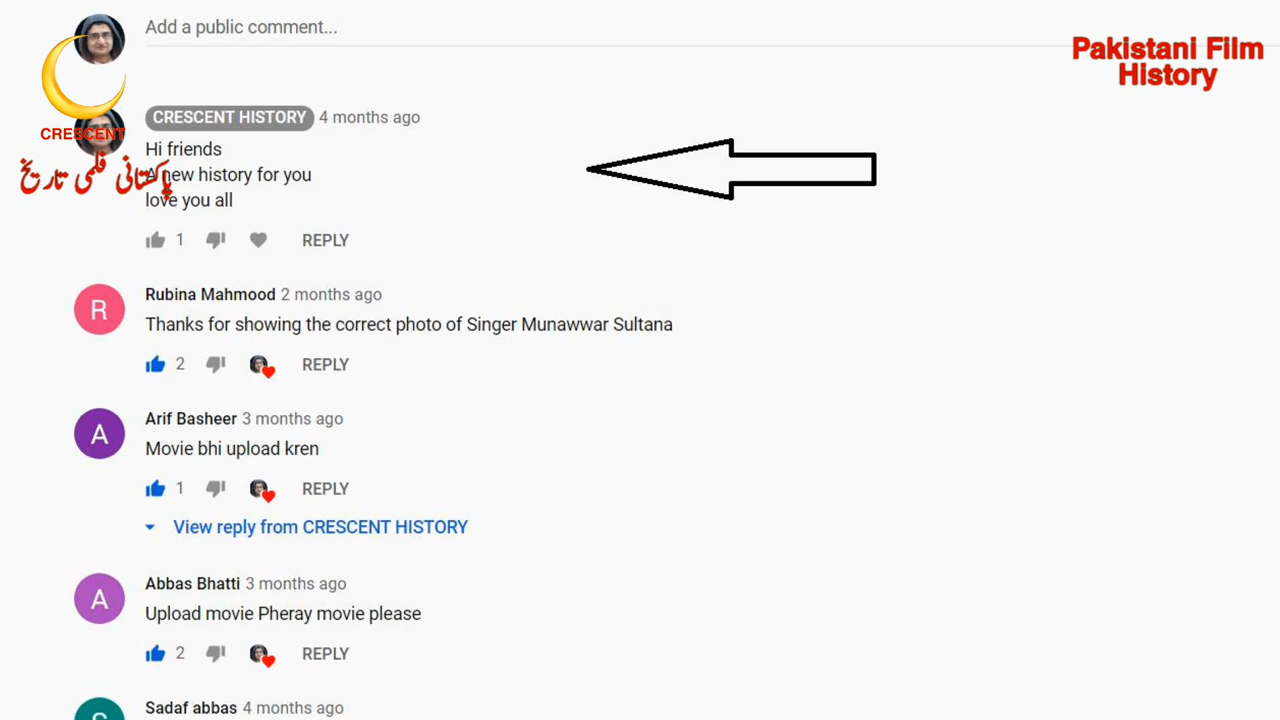 Add a public comment...
Pakistani Film
History
CRESCENT
پاکستانی فلمی تاریخ
CRESCENT HISTORY 4 months ago
Hi friends
A new history for you
love you all
1 REPLY
R
Rubina Mahmood 2 months ago
Thanks for showing the correct photo of Singer Munawwar Sultana
2 REPLY
A
Arif Basheer 3 months ago
Movie bhi upload kren
1 REPLY
View reply from CRESCENT HISTORY
A
Abbas Bhatti 3 months ago
Upload movie Pheray movie please
2 REPLY
S
Sadaf abbas 4 months ago